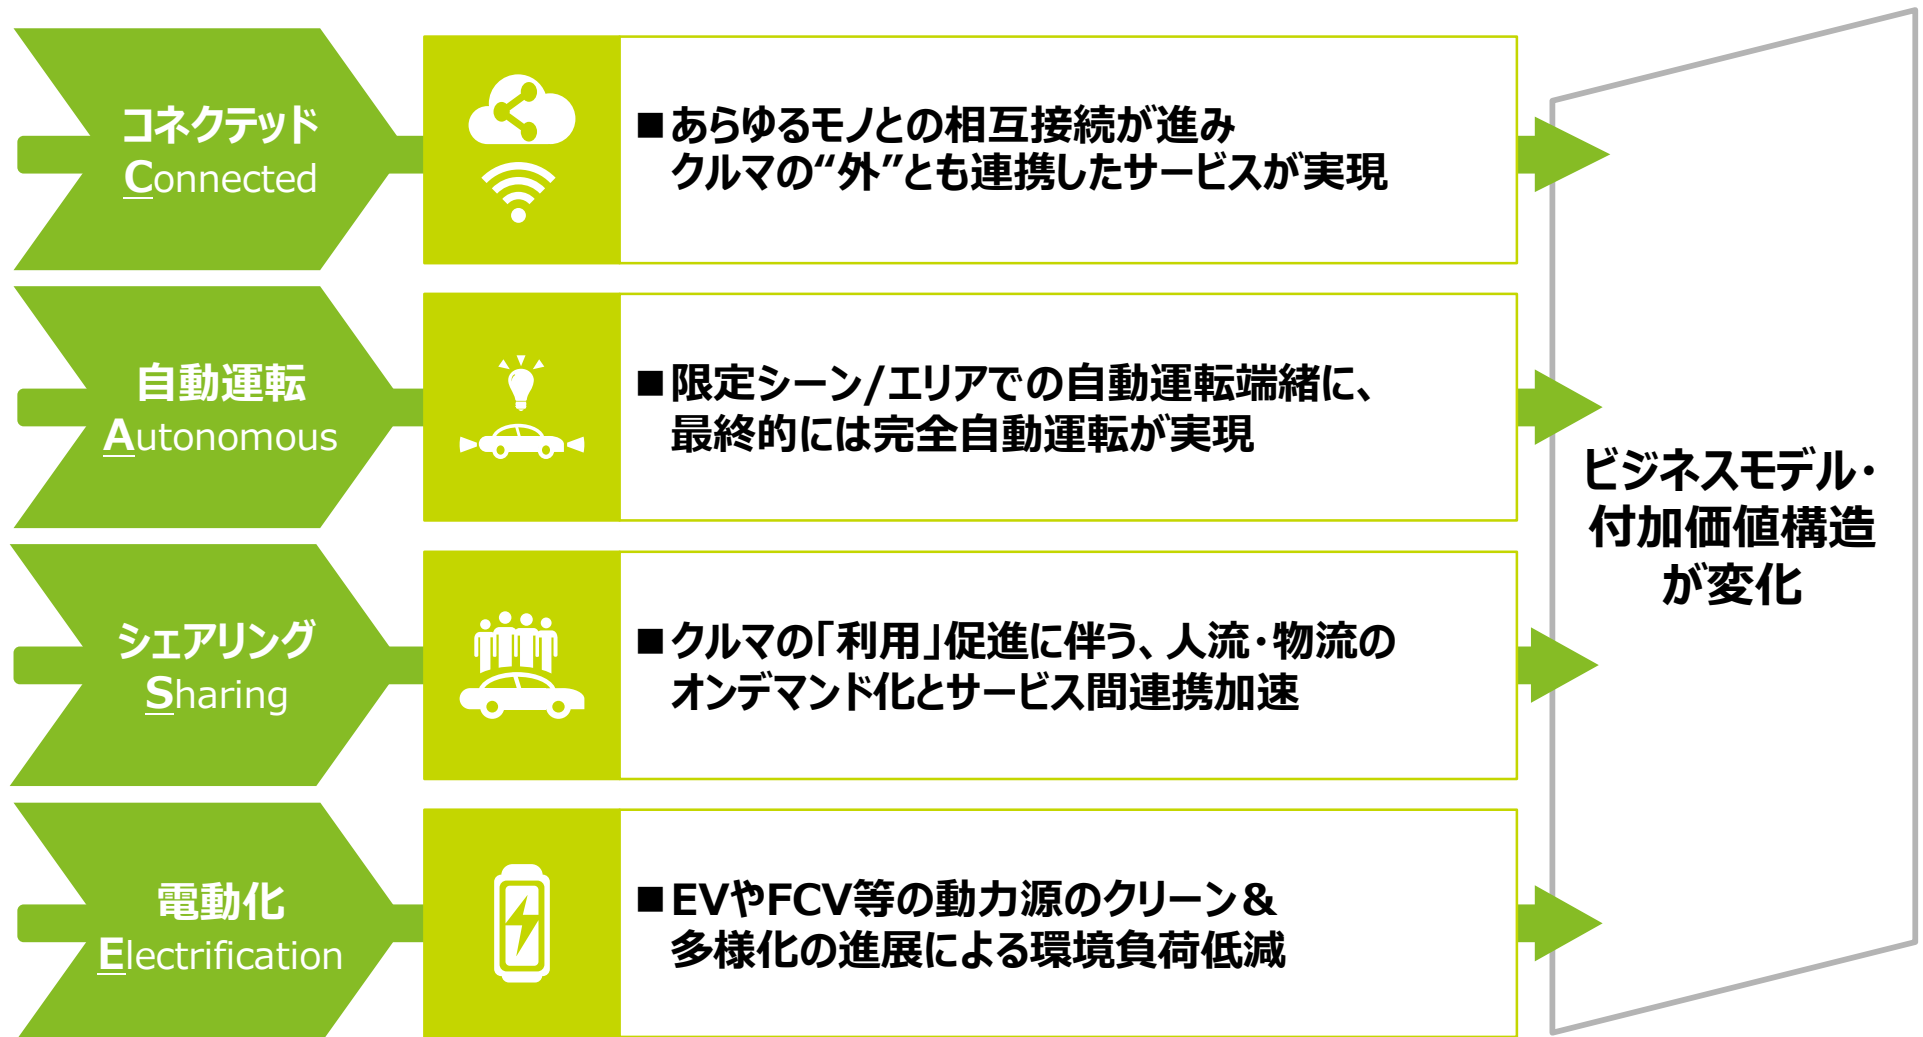 コネクテッド
Connected
■あらゆるモノとの相互接続が進み
クルマの“外”とも連携したサービスが実現
自動運転
Autonomous
■限定シーン/エリアでの自動運転端緒に、
最終的には完全自動運転が実現
シェアリング
Sharing
■クルマの「利用」促進に伴う、人流・物流の
オンデマンド化とサービス間連携加速
電動化
Electrification
■EVやFCV等の動力源のクリーン&
多様化の進展による環境負荷低減
ビジネスモデル・
付加価値構造
が変化